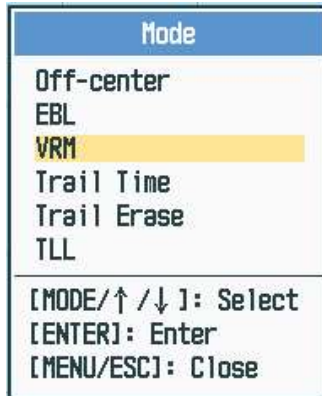 Mode
Off-center
EBL
VRM
Trail Time
Trail Erase
TLL
[MODE/↑/↓]: Select
[ENTER]: Enter
[MENU/ESC]: Close